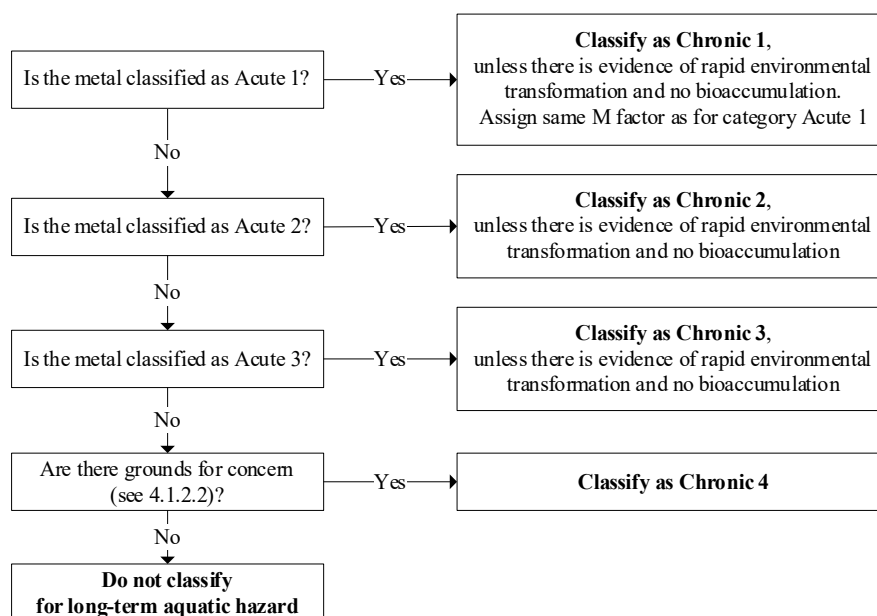 Is the metal classified as Acute 1?
Yes
Classify as Chronic 1,
unless there is evidence of rapid environmental
transformation and no bioaccumulation.
Assign same M factor as for category Acute 1
No
Is the metal classified as Acute 2?
Yes
Classify as Chronic 2,
unless there is evidence of rapid environmental
transformation and no bioaccumulation
No
Is the metal classified as Acute 3?
Yes
Classify as Chronic 3,
unless there is evidence of rapid environmental
transformation and no bioaccumulation
No
Are there grounds for concern
(see 4.1.2.2)?
Yes
Classify as Chronic 4
No
Do not classify
for long-term aquatic hazard